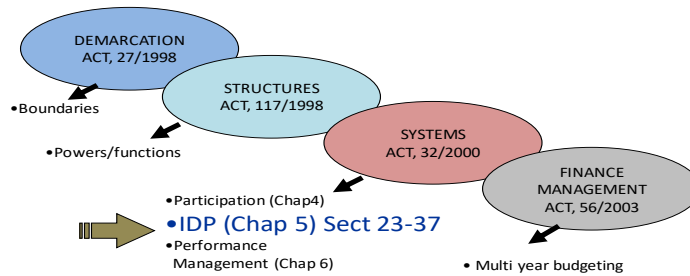 DEMARCATION
ACT, 27/1998
•Boundaries
STRUCTURES
ACT, 117/1998
•Powers/functions
SYSTEMS
ACT, 32/2000
•Participation (Chap4)
•IDP (Chap 5) Sect 23-37
•Performance
Management (Chap 6)
FINANCE
MANAGEMENT
ACT, 56/2003
• Multi year budgeting